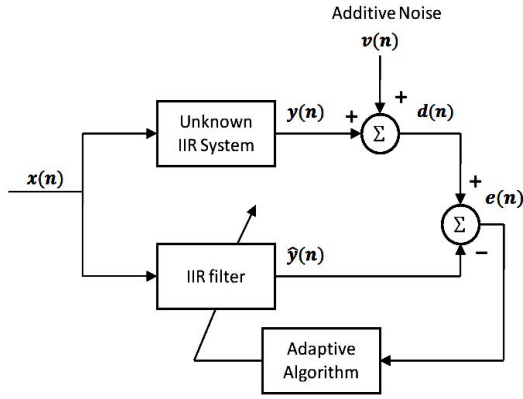 Additive Noise
v(n)
+
Unknown
IIR System
y(n)
+
Σ
d(n)
x(n)
+
e(n)
Σ
−
IIR filter
ŷ(n)
Adaptive
Algorithm